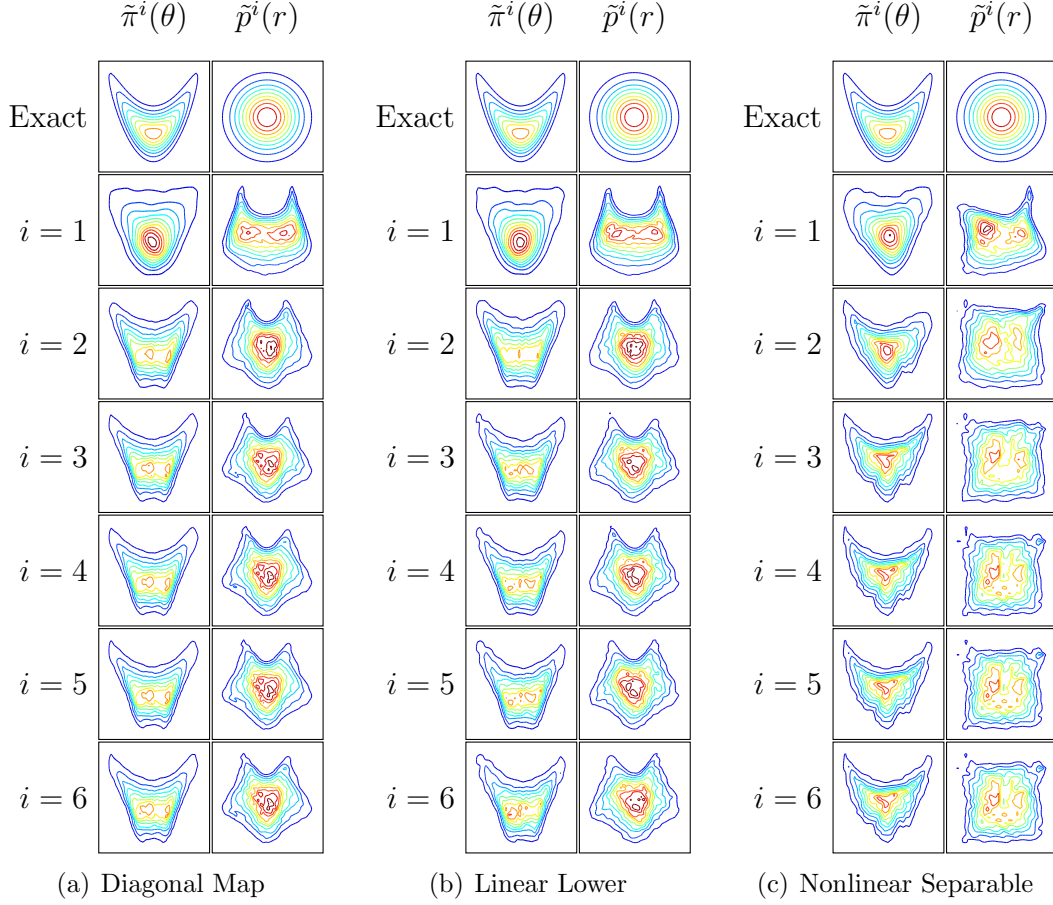 π̃ⁱ(θ) p̃ⁱ(r) π̃ⁱ(θ) p̃ⁱ(r) π̃ⁱ(θ) p̃ⁱ(r)
Exact Exact Exact
i = 1 i = 1 i = 1
i = 2 i = 2 i = 2
i = 3 i = 3 i = 3
i = 4 i = 4 i = 4
i = 5 i = 5 i = 5
i = 6 i = 6 i = 6
(a) Diagonal Map (b) Linear Lower (c) Nonlinear Separable